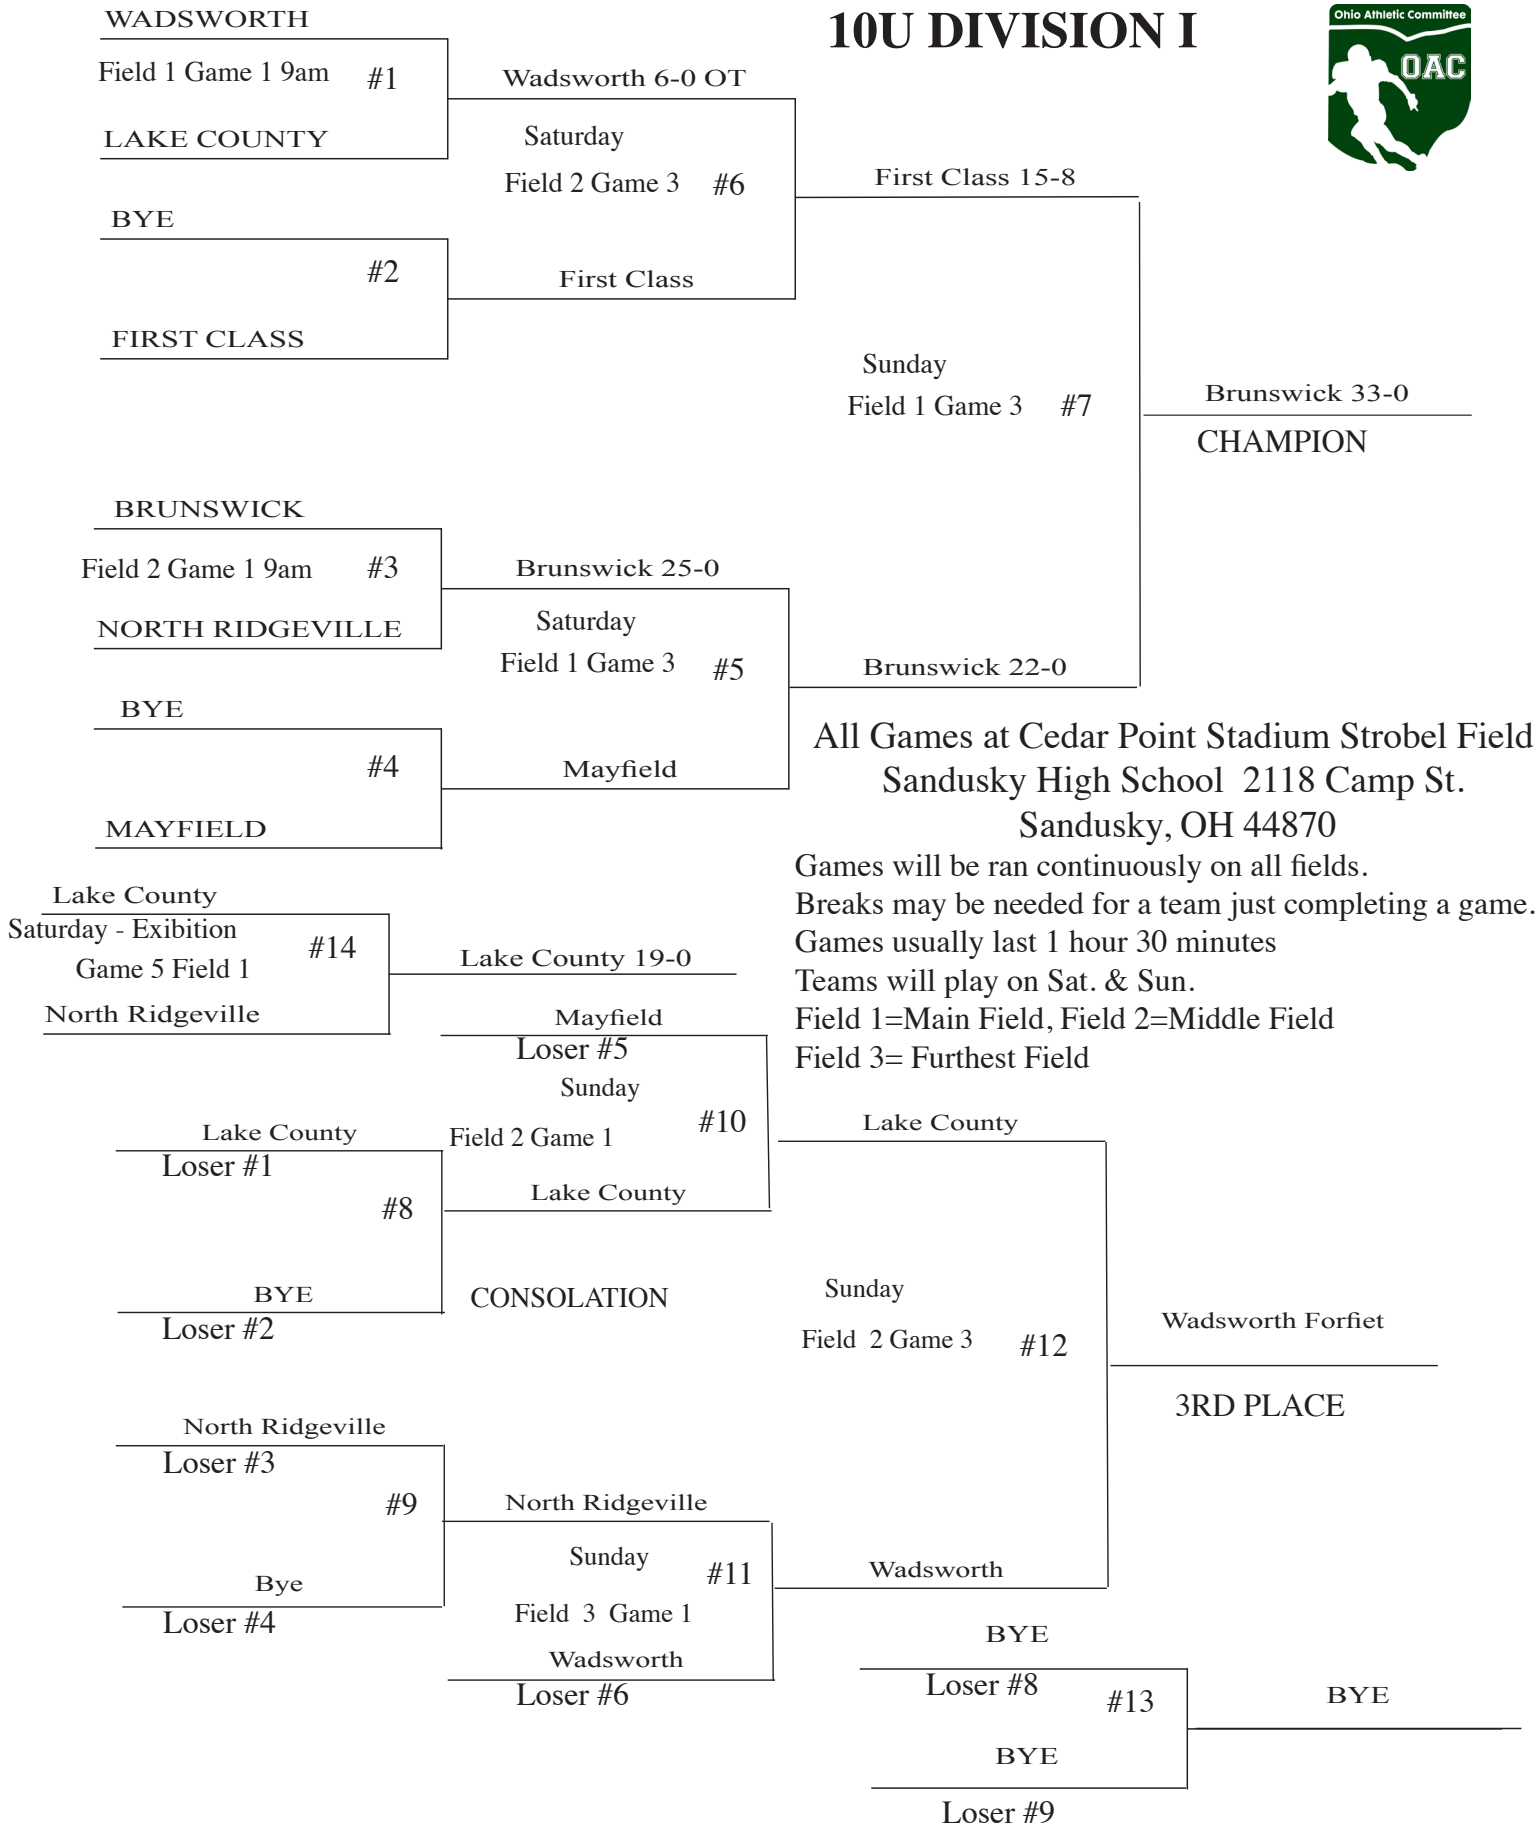 10U DIVISION I
Ohio Athletic Committee
OAC
WADSWORTH
Field 1 Game 1 9am #1
LAKE COUNTY
Wadsworth 6-0 OT
Saturday
Field 2 Game 3 #6
First Class 15-8
BYE
#2
First Class
FIRST CLASS
Sunday
Field 1 Game 3 #7
Brunswick 33-0
CHAMPION
BRUNSWICK
Field 2 Game 1 9am #3
Brunswick 25-0
NORTH RIDGEVILLE
Saturday
Field 1 Game 3 #5
Brunswick 22-0
BYE
#4
Mayfield
MAYFIELD
All Games at Cedar Point Stadium Strobel Field
Sandusky High School 2118 Camp St.
Sandusky, OH 44870
Games will be ran continuously on all fields.
Breaks may be needed for a team just completing a game.
Games usually last 1 hour 30 minutes
Teams will play on Sat. & Sun.
Field 1=Main Field, Field 2=Middle Field
Field 3= Furthest Field
Lake County
Saturday - Exibition
#14
Game 5 Field 1
Lake County 19-0
North Ridgeville
Mayfield
Loser #5
Sunday
#10
Field 2 Game 1
Lake County
Lake County
Loser #1
#8
Lake County
BYE
Loser #2
CONSOLATION
Sunday
Field 2 Game 3 #12
Wadsworth Forfiet
3RD PLACE
North Ridgeville
Loser #3
#9
North Ridgeville
Sunday
#11
Field 3 Game 1
Wadsworth
Bye
Loser #4
Wadsworth
Loser #6
BYE
Loser #8
#13
BYE
BYE
Loser #9